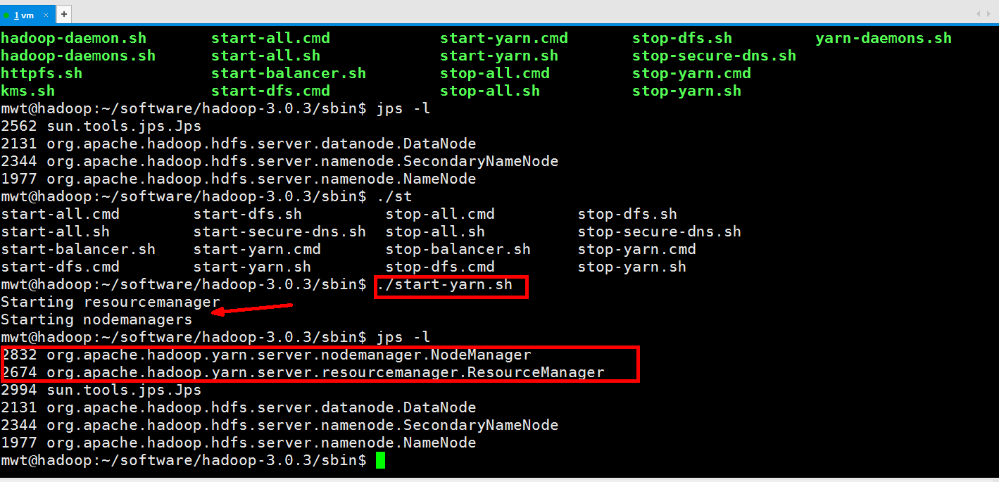 1 vm × +
hadoop-daemon.sh start-all.cmd start-yarn.cmd stop-dfs.sh yarn-daemons.sh
hadoop-daemons.sh start-all.sh start-yarn.sh stop-secure-dns.sh
httpfs.sh start-balancer.sh stop-all.cmd stop-yarn.cmd
kms.sh start-dfs.cmd stop-all.sh stop-yarn.sh
mwt@hadoop:~/software/hadoop-3.0.3/sbin$ jps -l
2562 sun.tools.jps.Jps
2131 org.apache.hadoop.hdfs.server.datanode.DataNode
2344 org.apache.hadoop.hdfs.server.namenode.SecondaryNameNode
1977 org.apache.hadoop.hdfs.server.namenode.NameNode
mwt@hadoop:~/software/hadoop-3.0.3/sbin$ ./st
start-all.cmd start-dfs.sh stop-all.cmd stop-dfs.sh
start-all.sh start-secure-dns.sh stop-all.sh stop-secure-dns.sh
start-balancer.sh start-yarn.cmd stop-balancer.sh stop-yarn.cmd
start-dfs.cmd start-yarn.sh stop-dfs.cmd stop-yarn.sh
mwt@hadoop:~/software/hadoop-3.0.3/sbin$ ./start-yarn.sh
Starting resourcemanager
Starting nodemanagers
mwt@hadoop:~/software/hadoop-3.0.3/sbin$ jps -l
2832 org.apache.hadoop.yarn.server.nodemanager.NodeManager
2674 org.apache.hadoop.yarn.server.resourcemanager.ResourceManager
2994 sun.tools.jps.Jps
2131 org.apache.hadoop.hdfs.server.datanode.DataNode
2344 org.apache.hadoop.hdfs.server.namenode.SecondaryNameNode
1977 org.apache.hadoop.hdfs.server.namenode.NameNode
mwt@hadoop:~/software/hadoop-3.0.3/sbin$